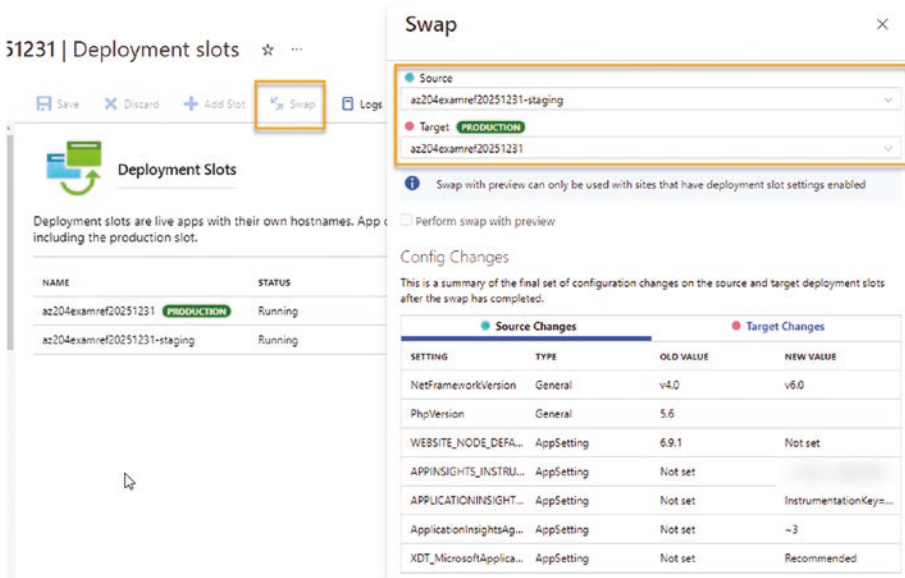 51231 | Deployment slots ☆ ...
Save Discard Add Slot Swap Logs
Deployment Slots
Deployment slots are live apps with their own hostnames. App c
including the production slot.
NAME STATUS
az204examref20251231 PRODUCTION Running
az204examref20251231-staging Running
Swap
Source
az204examref20251231-staging
Target PRODUCTION
az204examref20251231
Swap with preview can only be used with sites that have deployment slot settings enabled
Perform swap with preview
Config Changes
This is a summary of the final set of configuration changes on the source and target deployment slots
after the swap has completed.
Source Changes Target Changes
SETTING TYPE OLD VALUE NEW VALUE
NetFrameworkVersion General v4.0 v6.0
PhpVersion General 5.6
WEBSITE_NODE_DEFA... AppSetting 6.9.1 Not set
APPINSIGHTS_INSTRU... AppSetting Not set
APPLICATIONINSIGHT... AppSetting Not set InstrumentationKey=...
ApplicationInsightsAg... AppSetting Not set ~3
XDT_MicrosoftApplica... AppSetting Not set Recommended